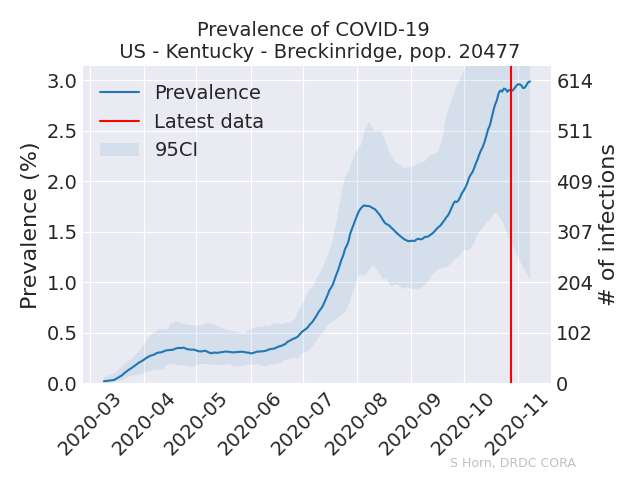 Prevalence of COVID-19
US - Kentucky - Breckinridge, pop. 20477
Prevalence
Latest data
95CI
Prevalence (%)
3.0
2.5
2.0
1.5
1.0
0.5
0.0
614
511
409
307
204
102
0
# of infections
2020-03
2020-04
2020-05
2020-06
2020-07
2020-08
2020-09
2020-10
2020-11
S Horn, DRDC CORA